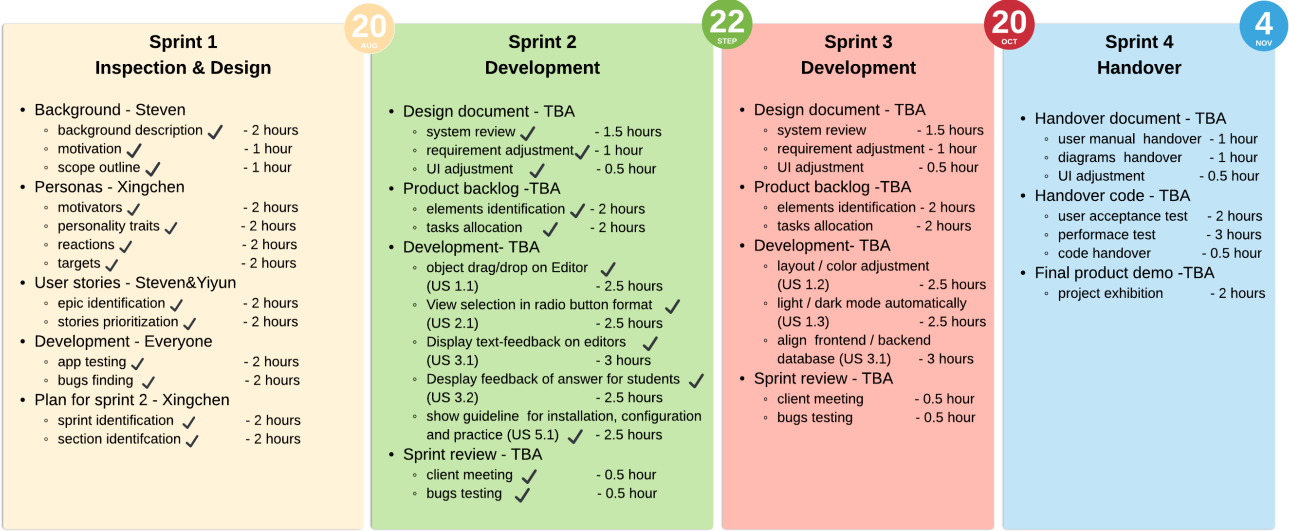 20
AUG
Sprint 1
Inspection & Design
• Background - Steven
◦ background description ✓ - 2 hours
◦ motivation ✓ - 1 hour
◦ scope outline ✓ - 1 hour
• Personas - Xingchen
◦ motivators ✓ - 2 hours
◦ personality traits ✓ - 2 hours
◦ reactions ✓ - 2 hours
◦ targets ✓ - 2 hours
• User stories - Steven&Yiyun
◦ epic identification ✓ - 2 hours
◦ stories prioritization ✓ - 2 hours
• Development - Everyone
◦ app testing ✓ - 2 hours
◦ bugs finding ✓ - 2 hours
• Plan for sprint 2 - Xingchen
◦ sprint identification ✓ - 2 hours
◦ section identifcation ✓ - 2 hours
22
STEP
Sprint 2
Development
• Design document - TBA
◦ system review ✓ - 1.5 hours
◦ requirement adjustment ✓ - 1 hour
◦ UI adjustment ✓ - 0.5 hour
• Product backlog -TBA
◦ elements identification ✓ - 2 hours
◦ tasks allocation ✓ - 2 hours
• Development- TBA
◦ object drag/drop on Editor ✓
(US 1.1) - 2.5 hours
◦ View selection in radio button format ✓
(US 2.1) - 2.5 hours
◦ Display text-feedback on editors ✓
(US 3.1) - 3 hours
◦ Desplay feedback of answer for students ✓
(US 3.2) - 2.5 hours
◦ show guideline for installation, configuration
and practice (US 5.1) ✓ - 2.5 hours
• Sprint review - TBA
◦ client meeting ✓ - 0.5 hour
◦ bugs testing ✓ - 0.5 hour
20
OCT
Sprint 3
Development
• Design document - TBA
◦ system review - 1.5 hours
◦ requirement adjustment - 1 hour
◦ UI adjustment - 0.5 hour
• Product backlog -TBA
◦ elements identification - 2 hours
◦ tasks allocation - 2 hours
• Development- TBA
◦ layout / color adjustment
(US 1.2) - 2.5 hours
◦ light / dark mode automatically
(US 1.3) - 2.5 hours
◦ align frontend / backend
database (US 3.1) - 3 hours
• Sprint review - TBA
◦ client meeting - 0.5 hour
◦ bugs testing - 0.5 hour
4
NOV
Sprint 4
Handover
• Handover document - TBA
◦ user manual handover - 1 hour
◦ diagrams handover - 1 hour
◦ UI adjustment - 0.5 hour
• Handover code - TBA
◦ user acceptance test - 2 hours
◦ performace test - 3 hours
◦ code handover - 0.5 hour
• Final product demo -TBA
◦ project exhibition - 2 hours